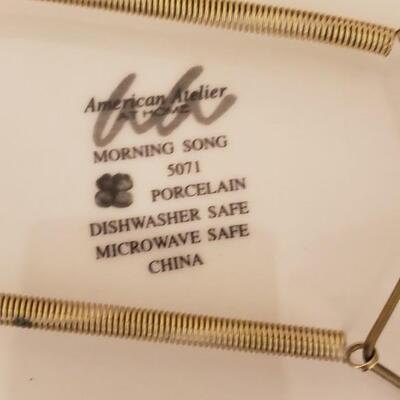 American Atelier
AT HOME
MORNING SONG
5071
PORCELAIN
DISHWASHER SAFE
MICROWAVE SAFE
CHINA